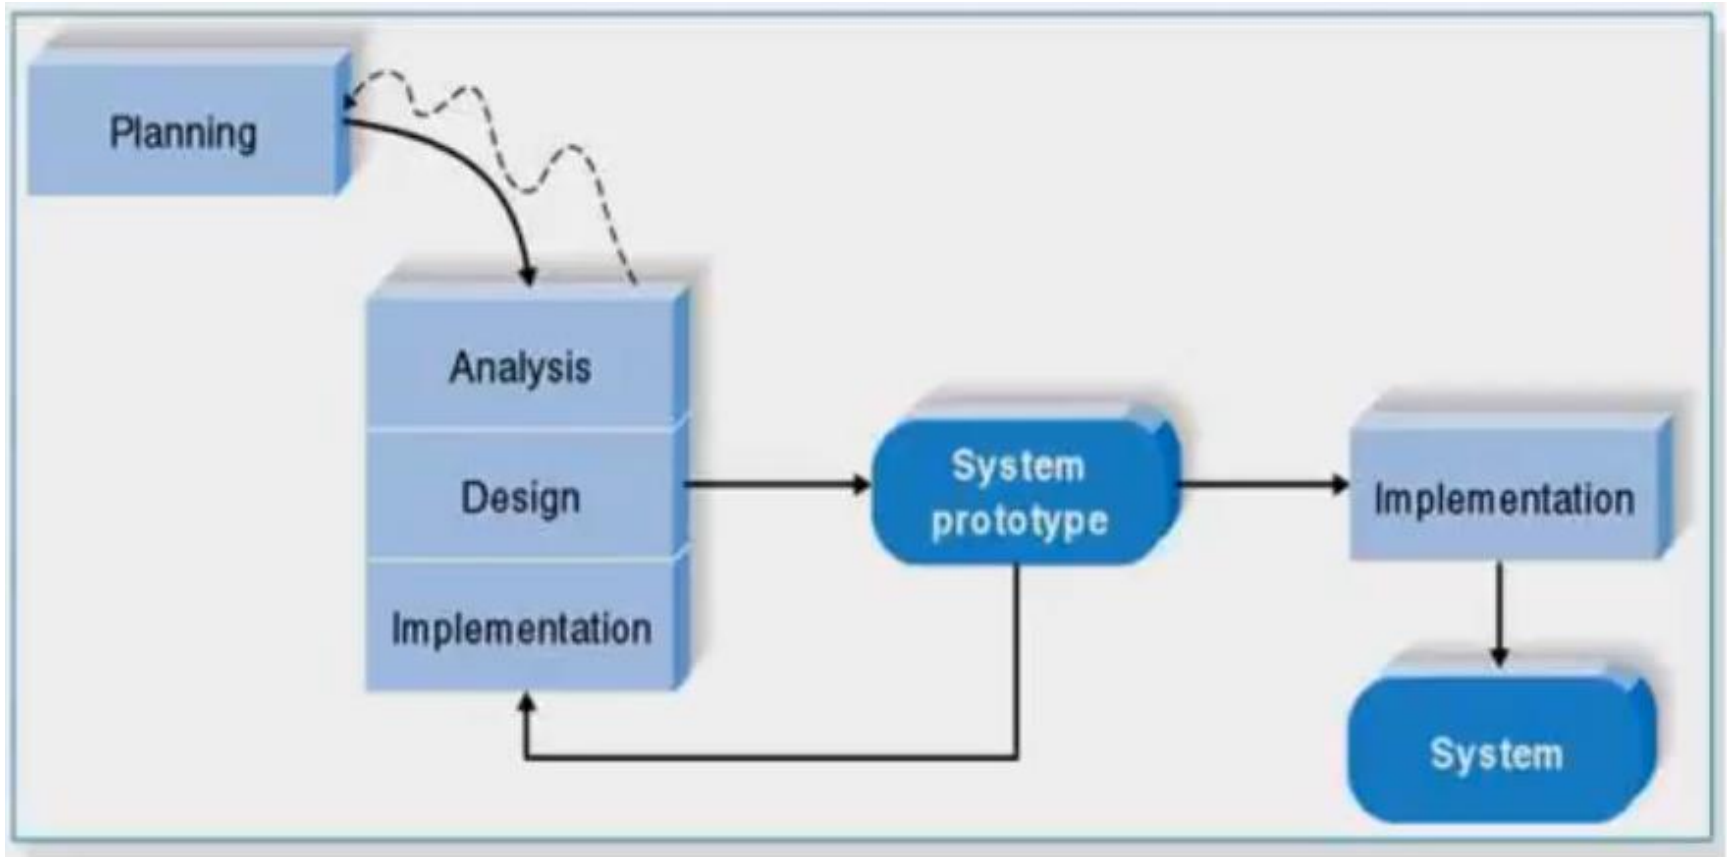 Planning
Analysis
Design
Implementation
System
prototype
Implementation
System